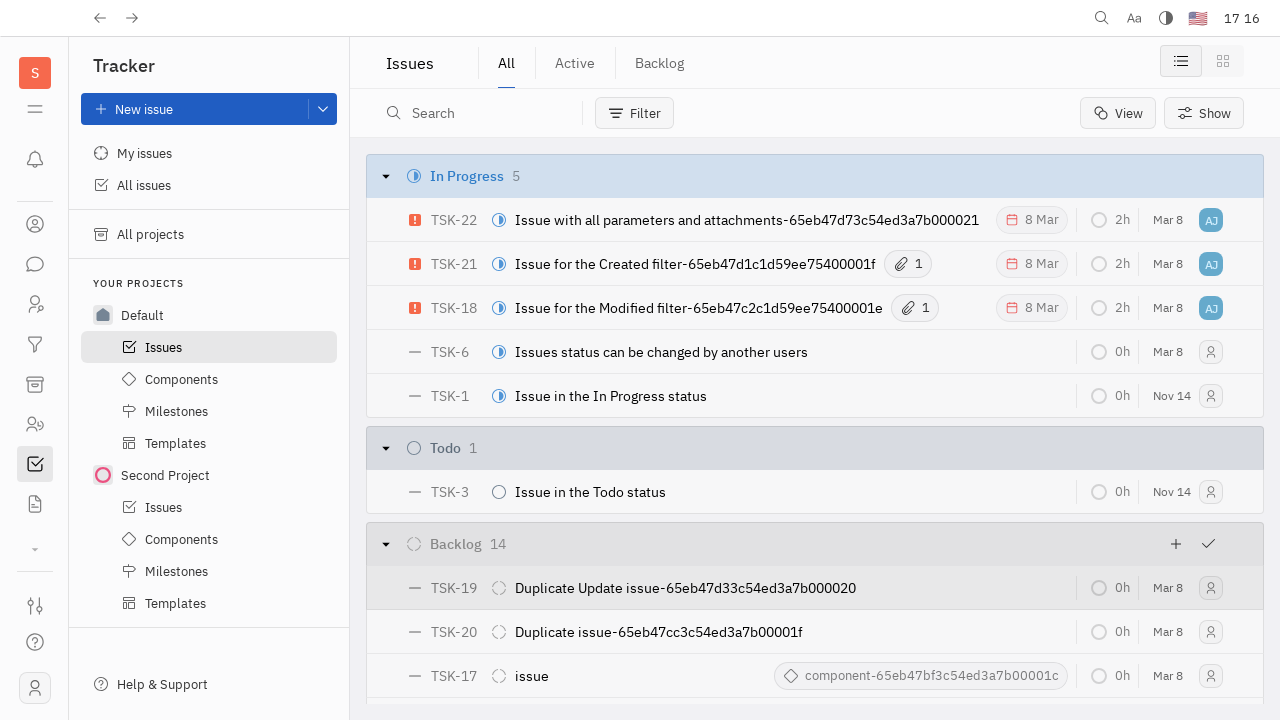 Aa 17 16
S
Tracker
New issue
My issues
All issues
All projects
YOUR PROJECTS
Default
Issues
Components
Milestones
Templates
Second Project
Issues
Components
Milestones
Templates
Help & Support
Issues All Active Backlog
Search Filter View Show
In Progress 5
TSK-22 Issue with all parameters and attachments-65eb47d73c54ed3a7b000021 8 Mar 2h Mar 8 AJ
TSK-21 Issue for the Created filter-65eb47d1c1d59ee75400001f 1 8 Mar 2h Mar 8 AJ
TSK-18 Issue for the Modified filter-65eb47c2c1d59ee75400001e 1 8 Mar 2h Mar 8 AJ
TSK-6 Issues status can be changed by another users 0h Mar 8
TSK-1 Issue in the In Progress status 0h Nov 14
Todo 1
TSK-3 Issue in the Todo status 0h Nov 14
Backlog 14
TSK-19 Duplicate Update issue-65eb47d33c54ed3a7b000020 0h Mar 8
TSK-20 Duplicate issue-65eb47cc3c54ed3a7b00001f 0h Mar 8
TSK-17 issue component-65eb47bf3c54ed3a7b00001c 0h Mar 8